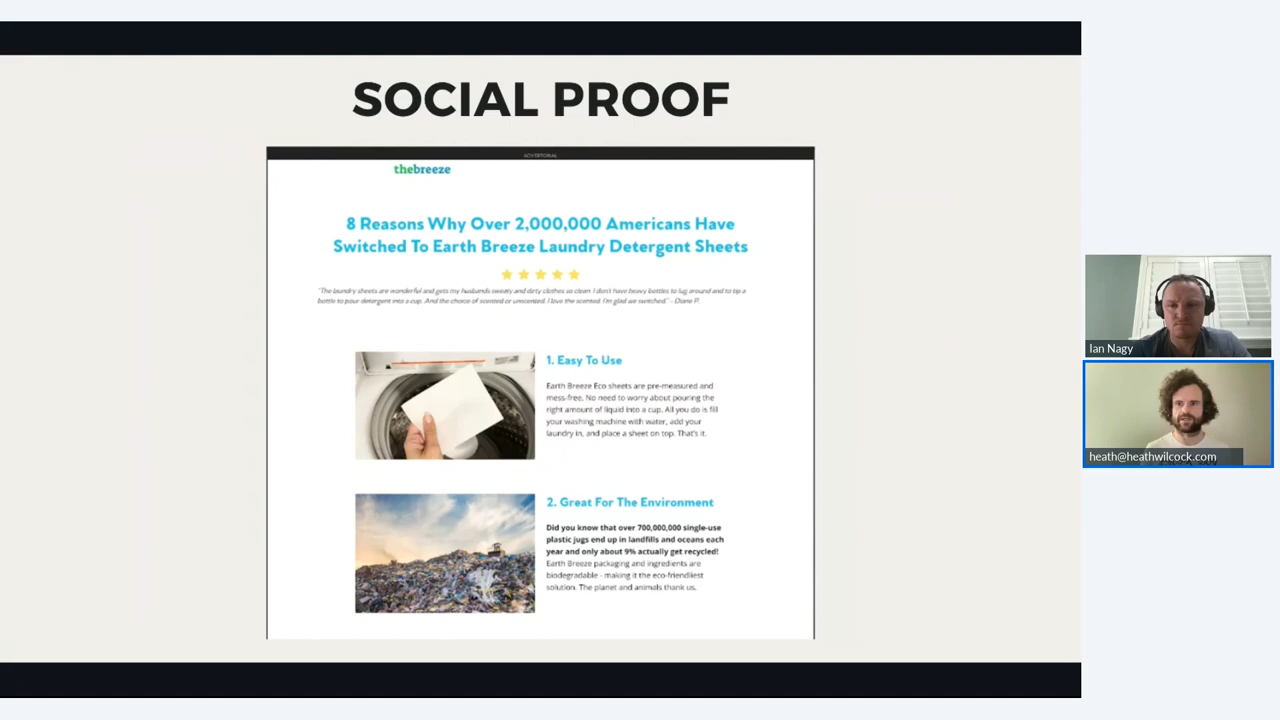 SOCIAL PROOF
ADVERTORIAL
thebreeze
8 Reasons Why Over 2,000,000 Americans Have
Switched To Earth Breeze Laundry Detergent Sheets
"The laundry sheets are wonderful and gets my husbands sweaty and dirty clothes so clean. I don't have heavy bottles to lug around and to tip a
bottle to pour detergent into a cup. And the choice of scented or unscented. I love the scented. I'm glad we switched." - Diane P.
1. Easy To Use
Earth Breeze Eco sheets are pre-measured and
mess-free. No need to worry about pouring the
right amount of liquid into a cup. All you do is fill
your washing machine with water, add your
laundry in, and place a sheet on top. That's it.
2. Great For The Environment
Did you know that over 700,000,000 single-use
plastic jugs end up in landfills and oceans each
year and only about 9% actually get recycled!
Earth Breeze packaging and ingredients are
biodegradable - making it the eco-friendliest
solution. The planet and animals thank us.
Ian Nagy
heath@heathwilcock.com